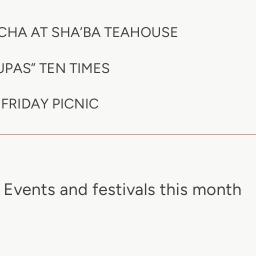 CHA AT SHA’BA TEAHOUSE
UPAS” TEN TIMES
FRIDAY PICNIC
Events and festivals this month